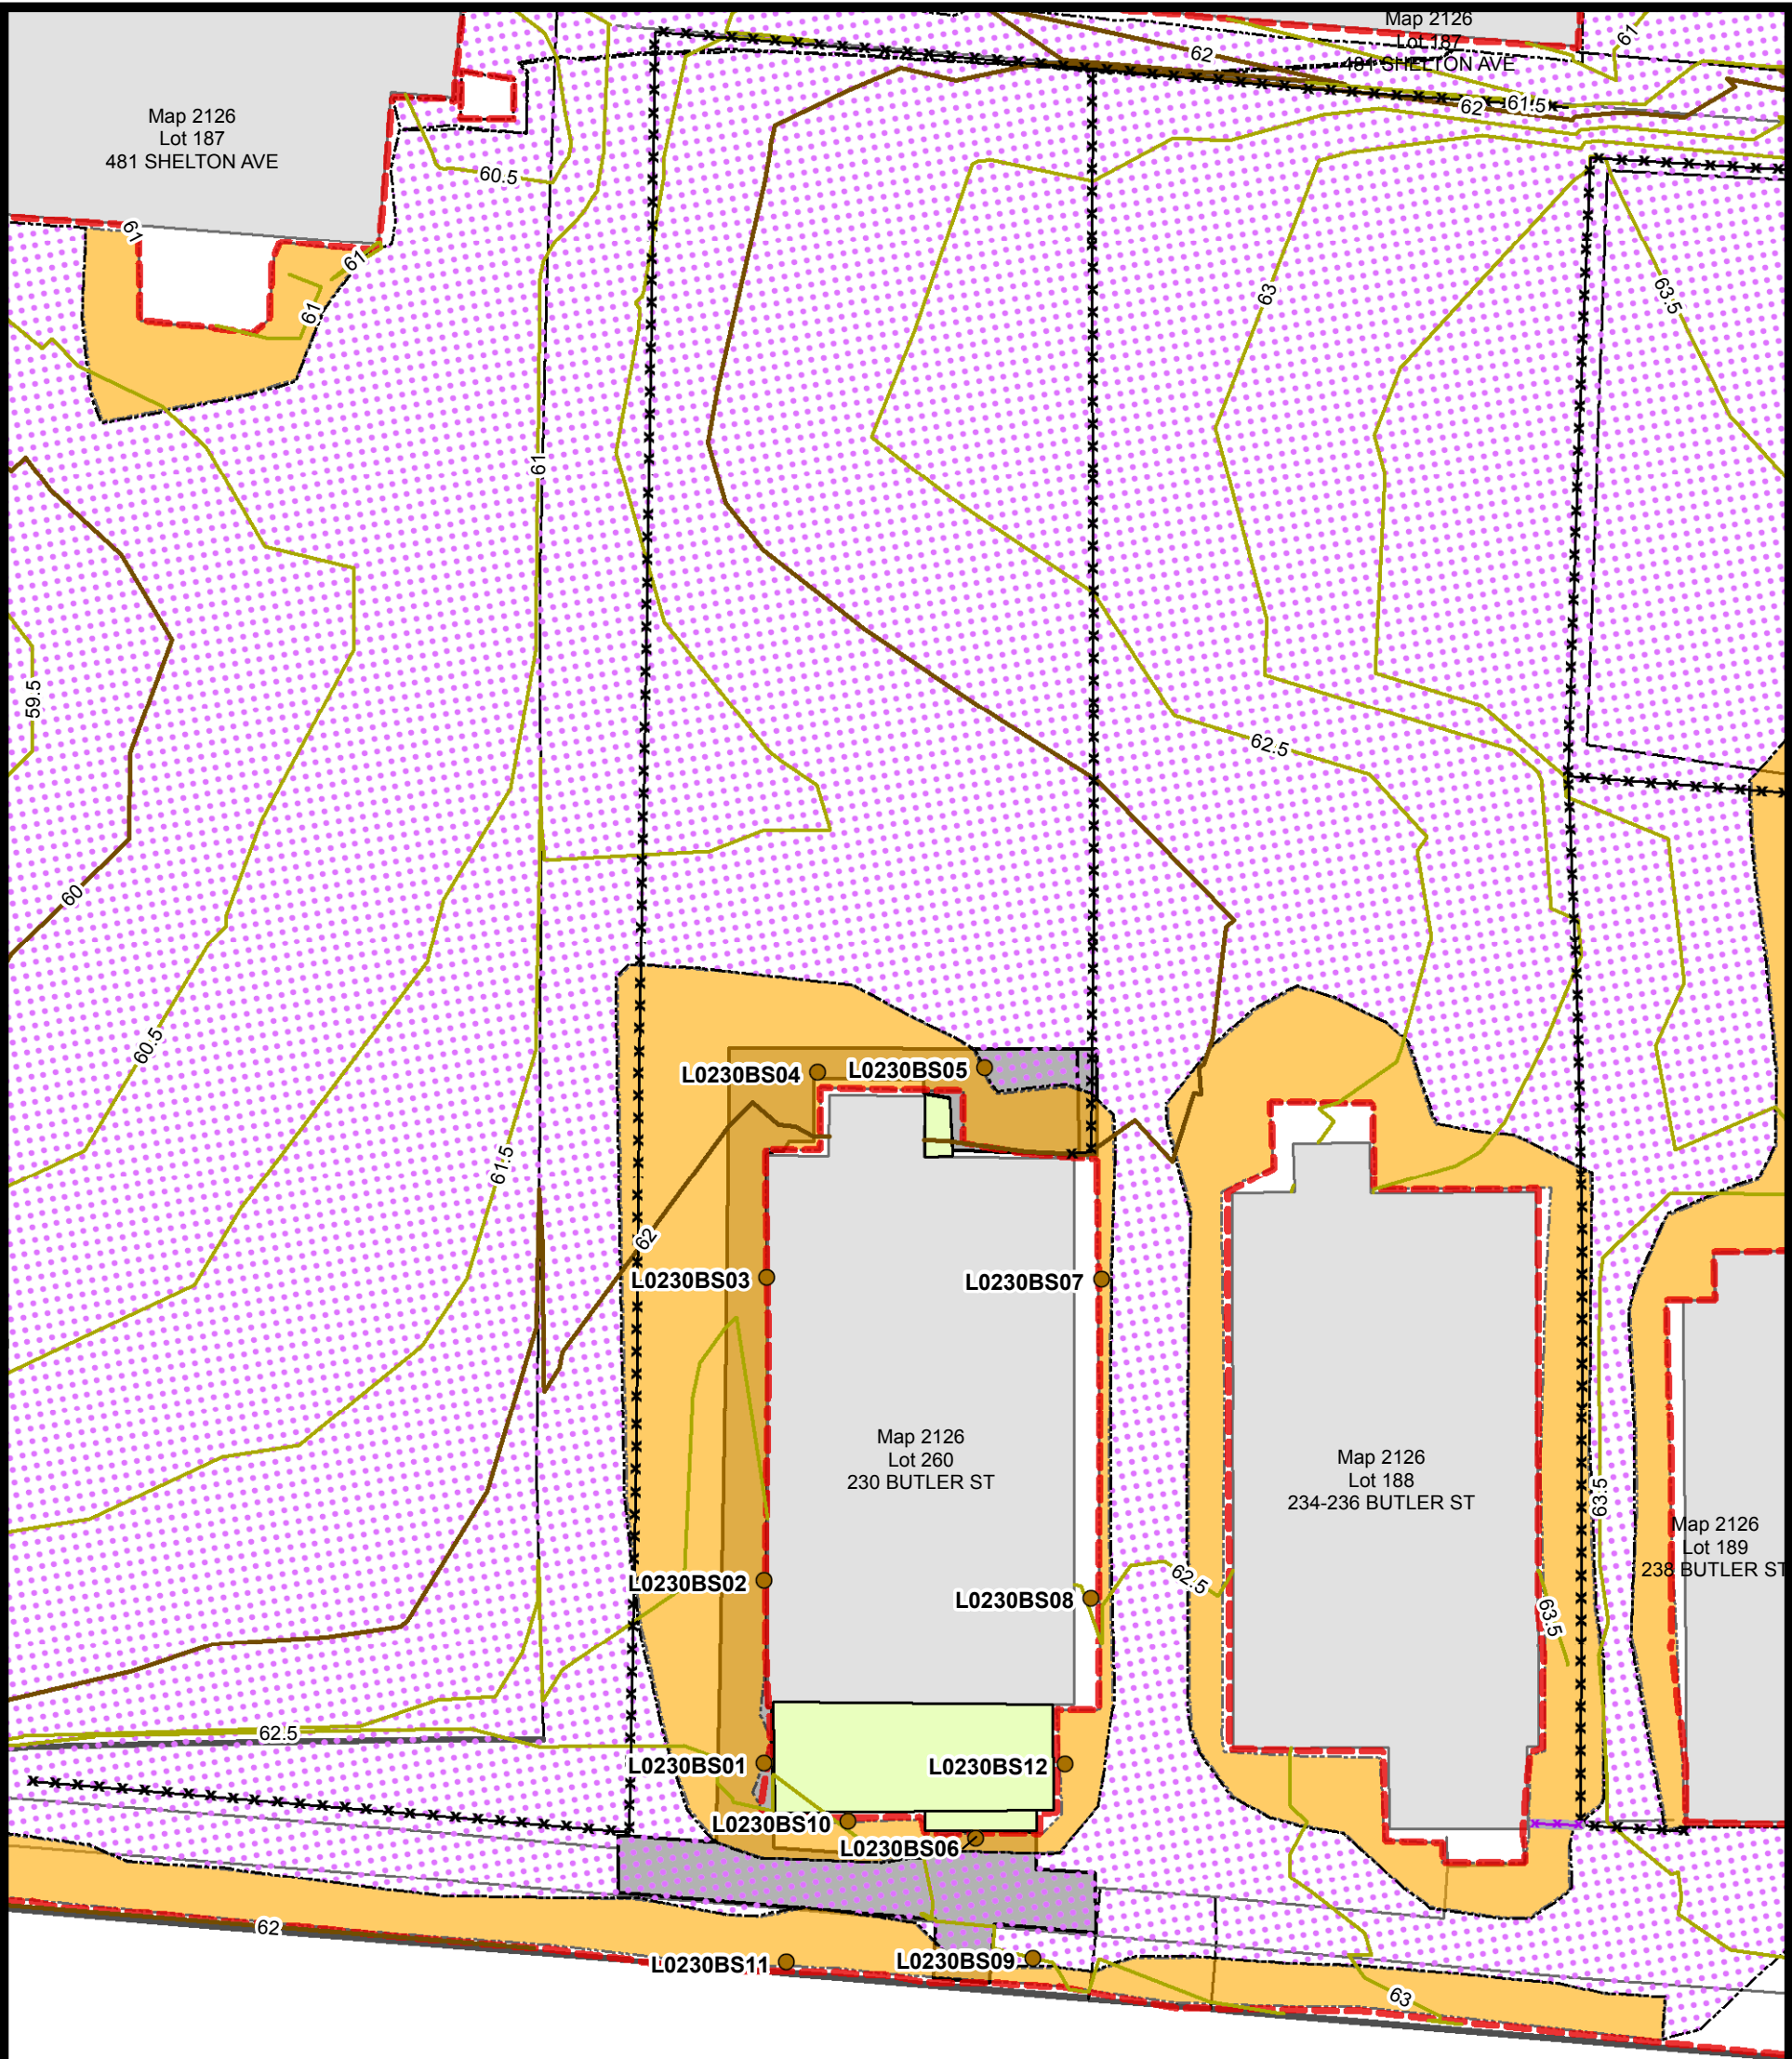 Map 2126
Lot 187
481 SHELTON AVE
61
62
62
61.5
Map 2126
Lot 187
481 SHELTON AVE
60.5
61
61
61
63
63.5
61
59.5
62.5
60
60.5
61.5
62
L0230BS04
L0230BS05
L0230BS03
L0230BS07
Map 2126
Lot 260
230 BUTLER ST
Map 2126
Lot 188
234-236 BUTLER ST
63.5
Map 2126
Lot 189
238 BUTLER ST
L0230BS02
L0230BS08
62.5
63.5
62.5
L0230BS01
L0230BS12
L0230BS10
L0230BS06
62
L0230BS11
L0230BS09
63